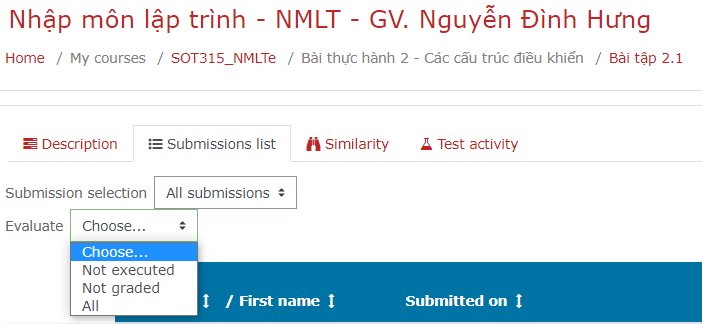 Nhập môn lập trình - NMLT - GV. Nguyễn Đình Hưng
Home / My courses / SOT315_NMLTe / Bài thực hành 2 - Các cấu trúc điều khiển / Bài tập 2.1
Description Submissions list Similarity Test activity
Submission selection All submissions
Evaluate Choose...
Choose...
Not executed
Not graded
All
/ First name Submitted on